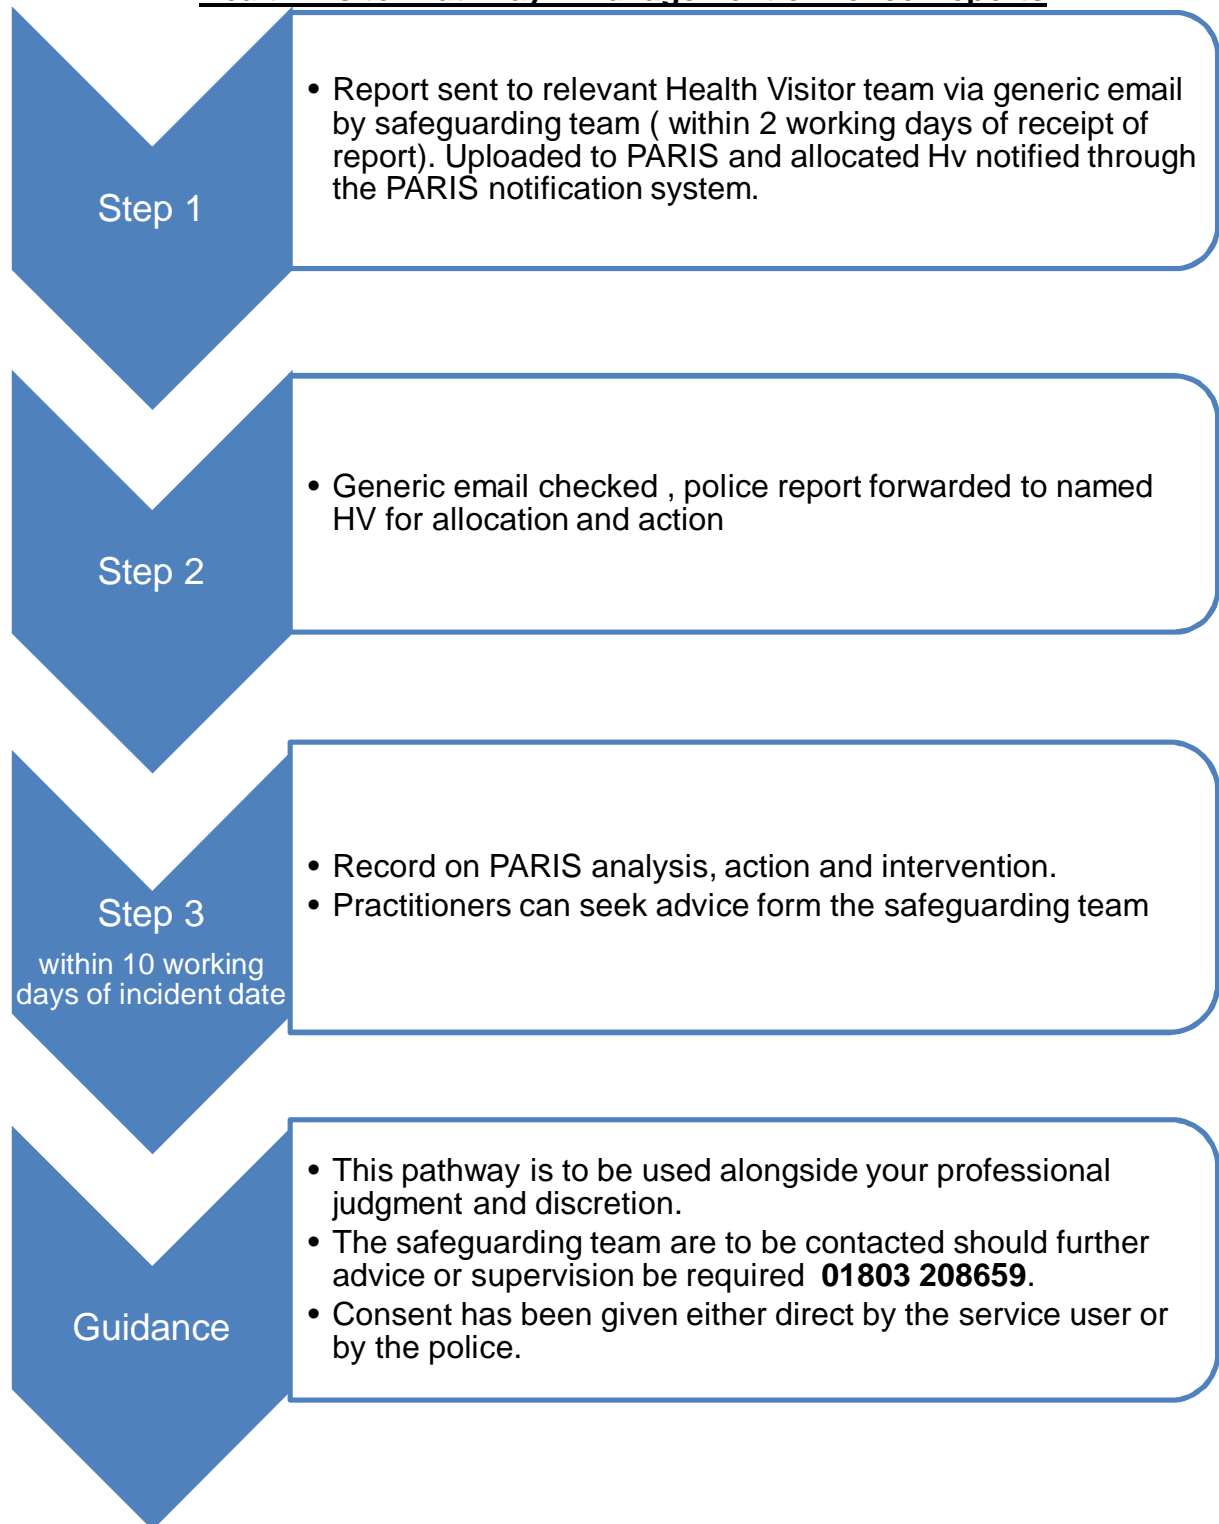 Step 1
• Report sent to relevant Health Visitor team via generic email
by safeguarding team ( within 2 working days of receipt of
report). Uploaded to PARIS and allocated Hv notified through
the PARIS notification system.
Step 2
• Generic email checked , police report forwarded to named
HV for allocation and action
Step 3
within 10 working
days of incident date
• Record on PARIS analysis, action and intervention.
• Practitioners can seek advice form the safeguarding team
Guidance
• This pathway is to be used alongside your professional
judgment and discretion.
• The safeguarding team are to be contacted should further
advice or supervision be required 01803 208659.
• Consent has been given either direct by the service user or
by the police.